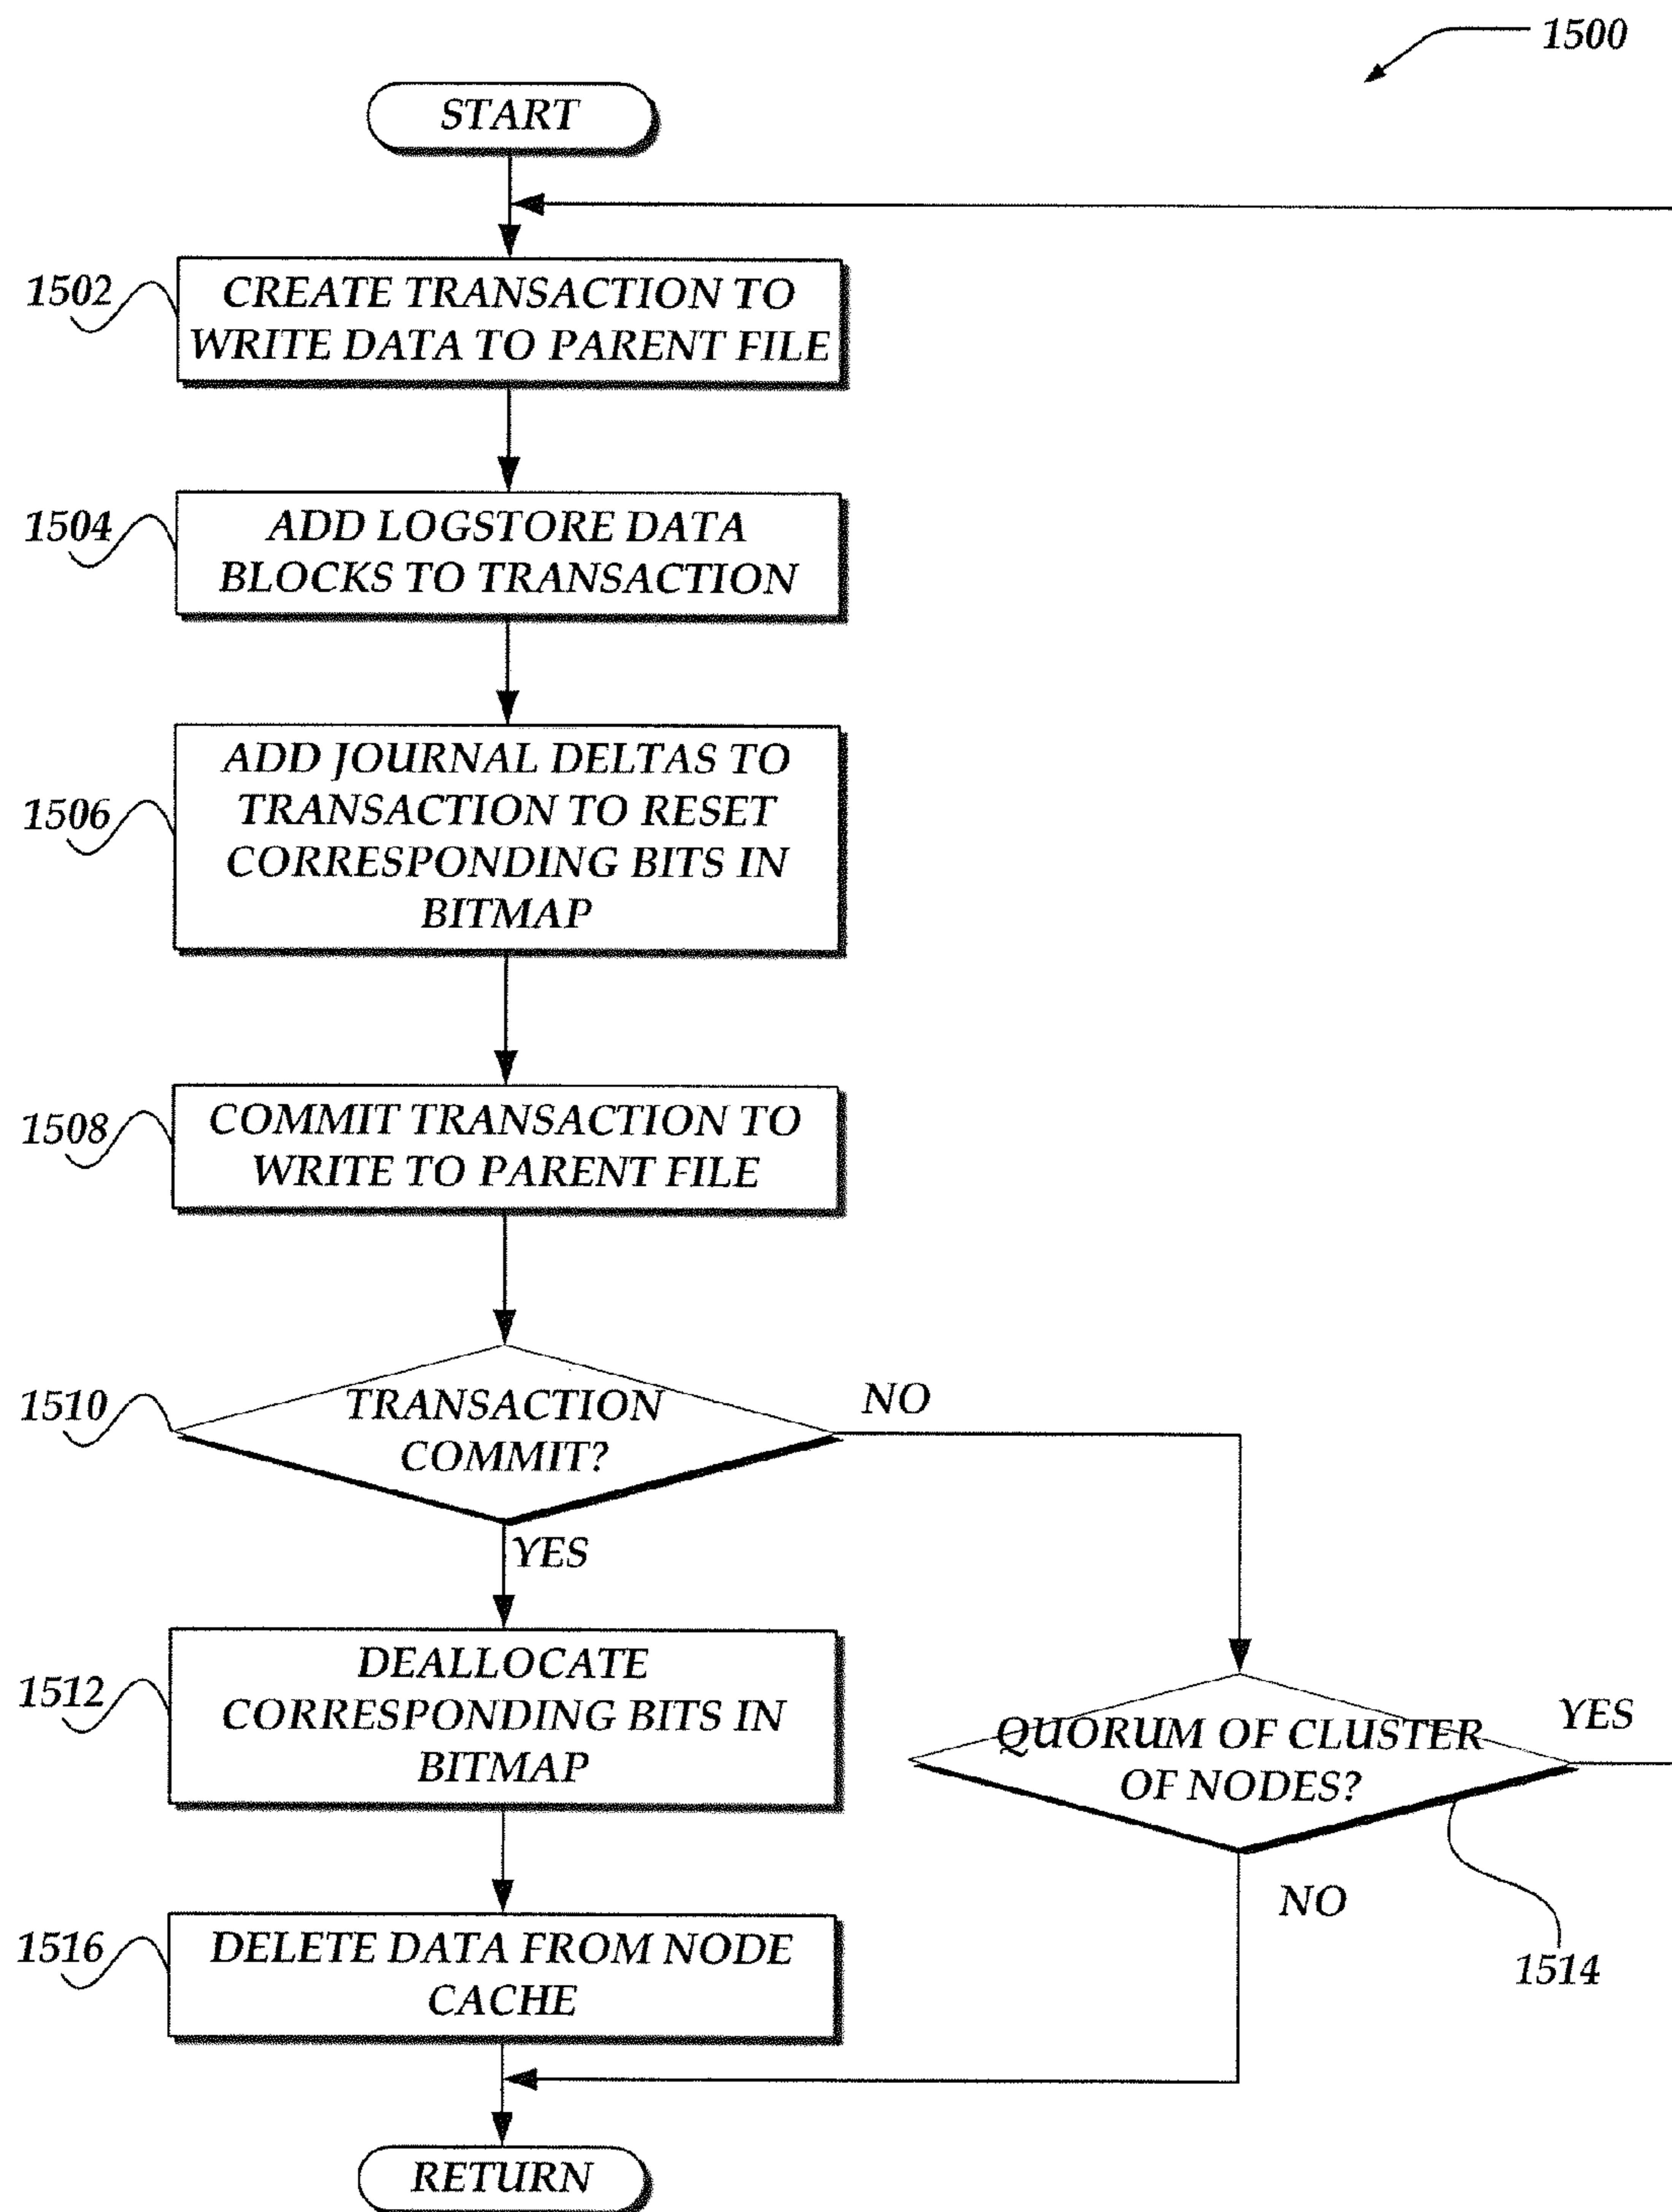 1500
START
1502
CREATE TRANSACTION TO
WRITE DATA TO PARENT FILE
1504
ADD LOGSTORE DATA
BLOCKS TO TRANSACTION
1506
ADD JOURNAL DELTAS TO
TRANSACTION TO RESET
CORRESPONDING BITS IN
BITMAP
1508
COMMIT TRANSACTION TO
WRITE TO PARENT FILE
1510
TRANSACTION
COMMIT?
NO
YES
1512
DEALLOCATE
CORRESPONDING BITS IN
BITMAP
QUORUM OF CLUSTER
OF NODES?
YES
NO
1514
1516
DELETE DATA FROM NODE
CACHE
RETURN